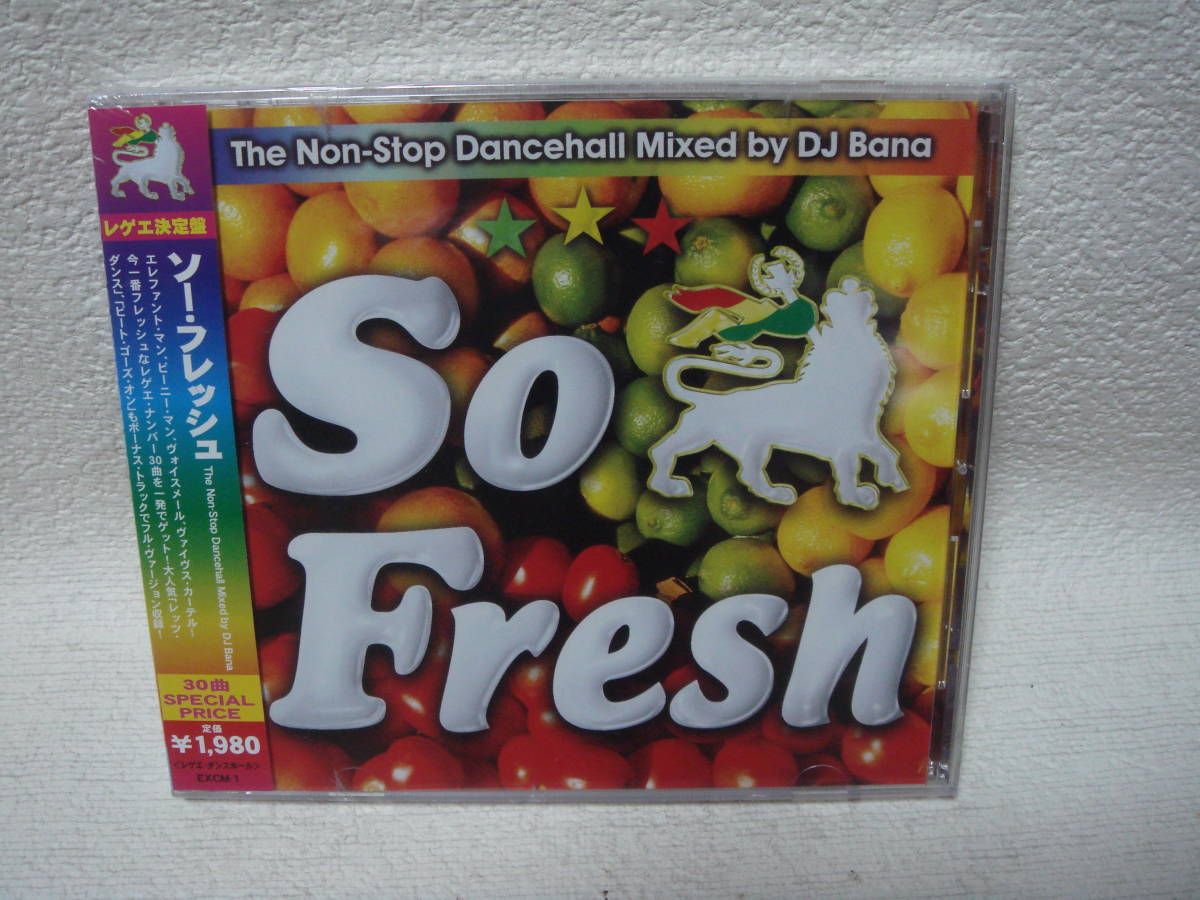 The Non-Stop Dancehall Mixed by DJ Bana
So
Fresh
レゲエ決定盤
ソー・フレッシュ
The Non-Stop Dancehall Mixed by DJ Bana
エレファント・マン、ビーニー・マン、ヴォイスメール、ヴァイヴス・カーテル〜
今一番フレッシュなレゲエ・ナンバー30曲を一発でゲット!大人気「レッツ・
ダンス」、「ビート・ゴーズ・オン」もボーナス・トラックでフル・ヴァージョン収録!
30曲
SPECIAL
PRICE
定価
¥1,980
<レゲエ・ダンスホール>
EXCM-1